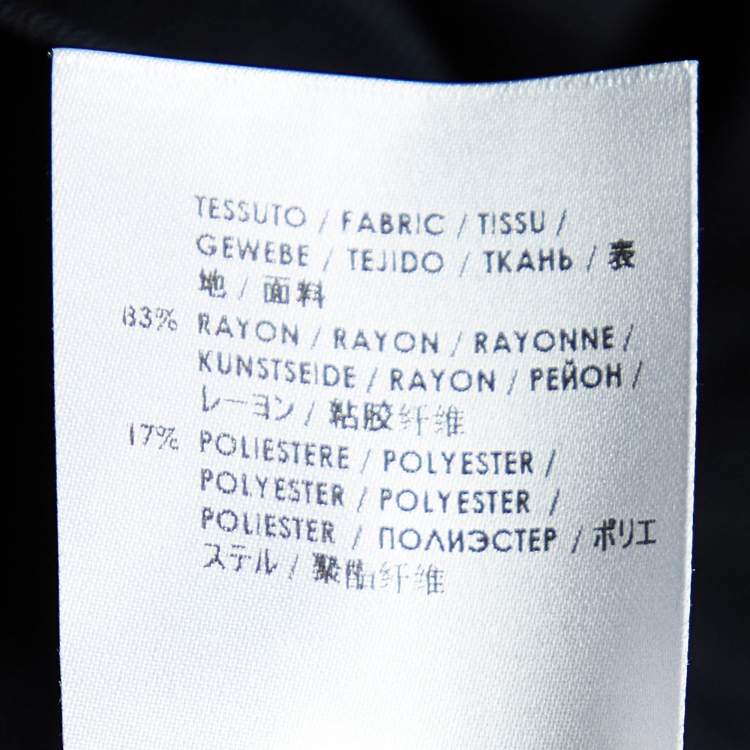 TESSUTO / FABRIC / TISSU /
GEWEBE / TEJIDO / ТКАНЬ / 表
地 / 面料
83% RAYON / RAYON / RAYONNE /
KUNSTSEIDE / RAYON / РЕЙОН /
レーヨン / 粘胶纤维
17% POLIESTERE / POLYESTER /
POLYESTER / POLYESTER /
POLIESTER / ПОЛИЭСТЕР / ポリエ
ステル / 聚酯纤维